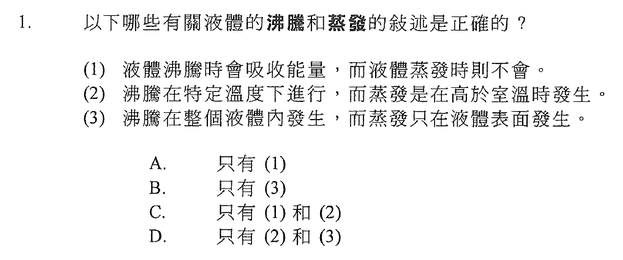 1. 以下哪些有關液體的沸騰和蒸發的敍述是正確的？
(1) 液體沸騰時會吸收能量，而液體蒸發時則不會。
(2) 沸騰在特定溫度下進行，而蒸發是在高於室溫時發生。
(3) 沸騰在整個液體內發生，而蒸發只在液體表面發生。
A. 只有 (1)
B. 只有 (3)
C. 只有 (1) 和 (2)
D. 只有 (2) 和 (3)